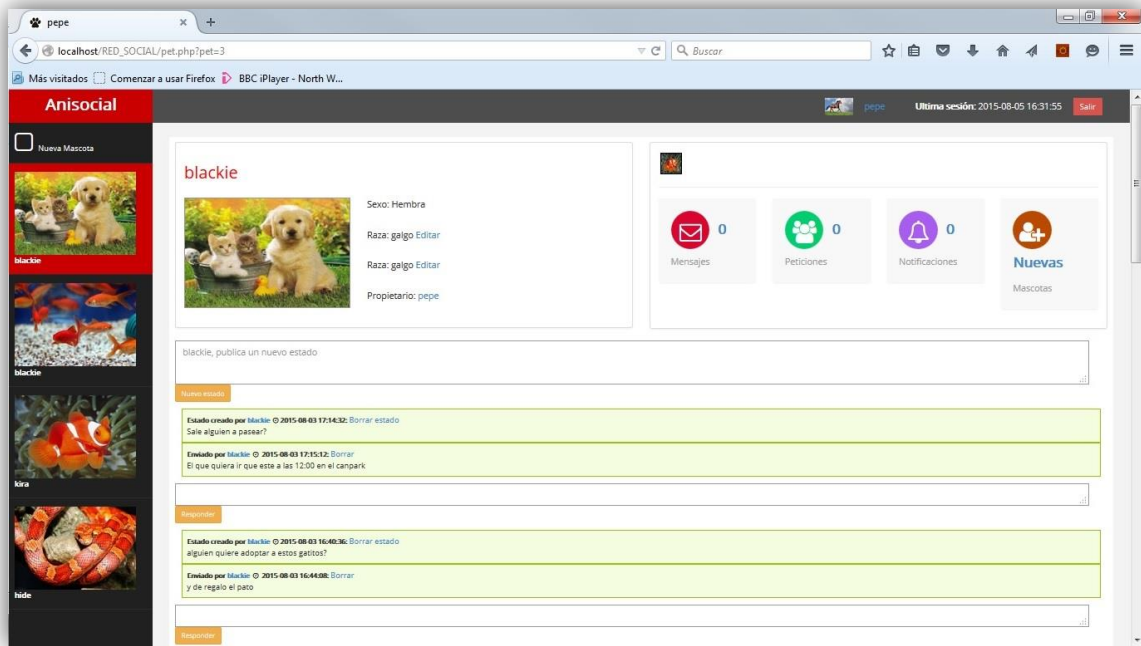 pepe
localhost/RED_SOCIAL/pet.php?pet=3
Buscar
Más visitados Comenzar a usar Firefox BBC iPlayer - North W...
Anisocial
pepe Ultima sesión: 2015-08-05 16:31:55 Salir
Nueva Mascota
blackie
blackie
kira
hide
blackie
Sexo: Hembra
Raza: galgo Editar
Raza: galgo Editar
Propietario: pepe
0 0 0
Mensajes Peticiones Notificaciones
Nuevas
Mascotas
blackie, publica un nuevo estado
Nuevo estado
Estado creado por blackie 2015-08-03 17:14:32: Borrar estado
Sale alguien a pasear?
Enviado por blackie 2015-08-03 17:15:12: Borrar
El que quiera ir que este a las 12:00 en el canpark
Responder
Estado creado por blackie 2015-08-03 16:40:36: Borrar estado
alguien quiere adoptar a estos gatitos?
Enviado por blackie 2015-08-03 16:44:08: Borrar
y de regalo el pato
Responder